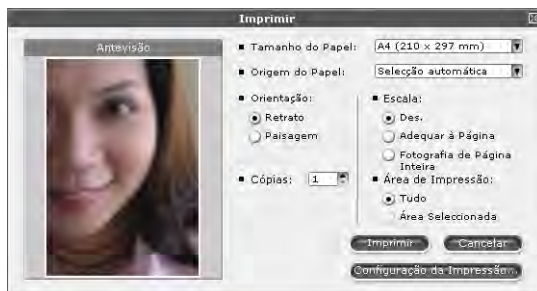 Imprimir
Antevisão
Tamanho do Papel:
A4 (210 x 297 mm)
Origem do Papel:
Selecção automática
Orientação:
Retrato
Paisagem
Cópias:
1
Escala:
Des.
Adequar à Página
Fotografia de Página
Inteira
Área de Impressão:
Tudo
Área Seleccionada
Imprimir
Cancelar
Configuração da Impressão...